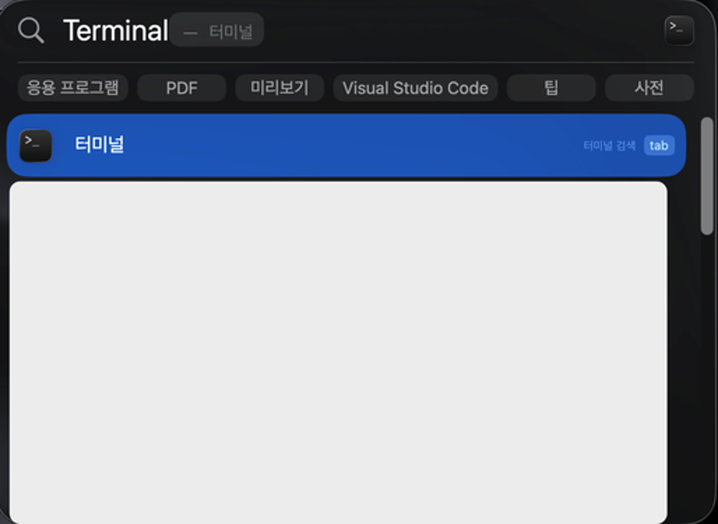 Terminal — 터미널
응용 프로그램 PDF 미리보기 Visual Studio Code 팁 사전
터미널 터미널 검색 tab